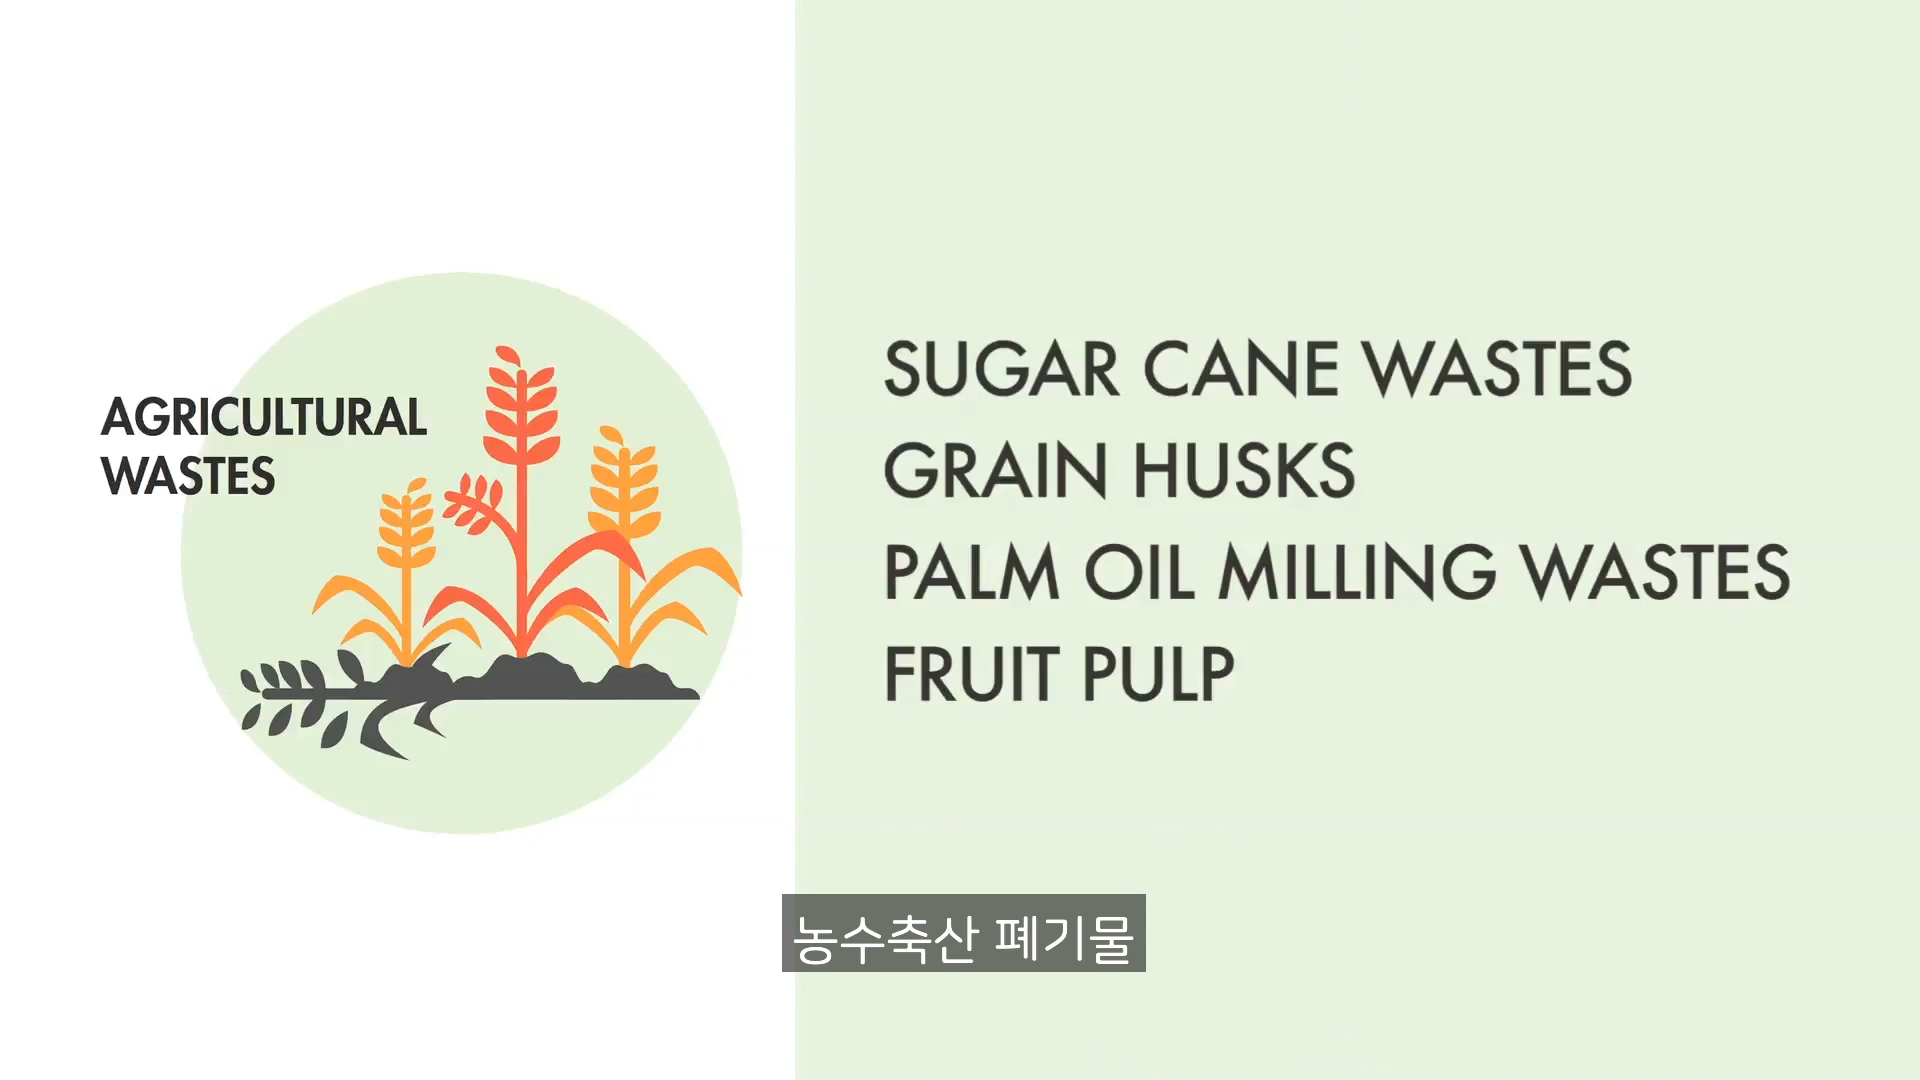 AGRICULTURAL
WASTES
SUGAR CANE WASTES
GRAIN HUSKS
PALM OIL MILLING WASTES
FRUIT PULP
농수축산 폐기물